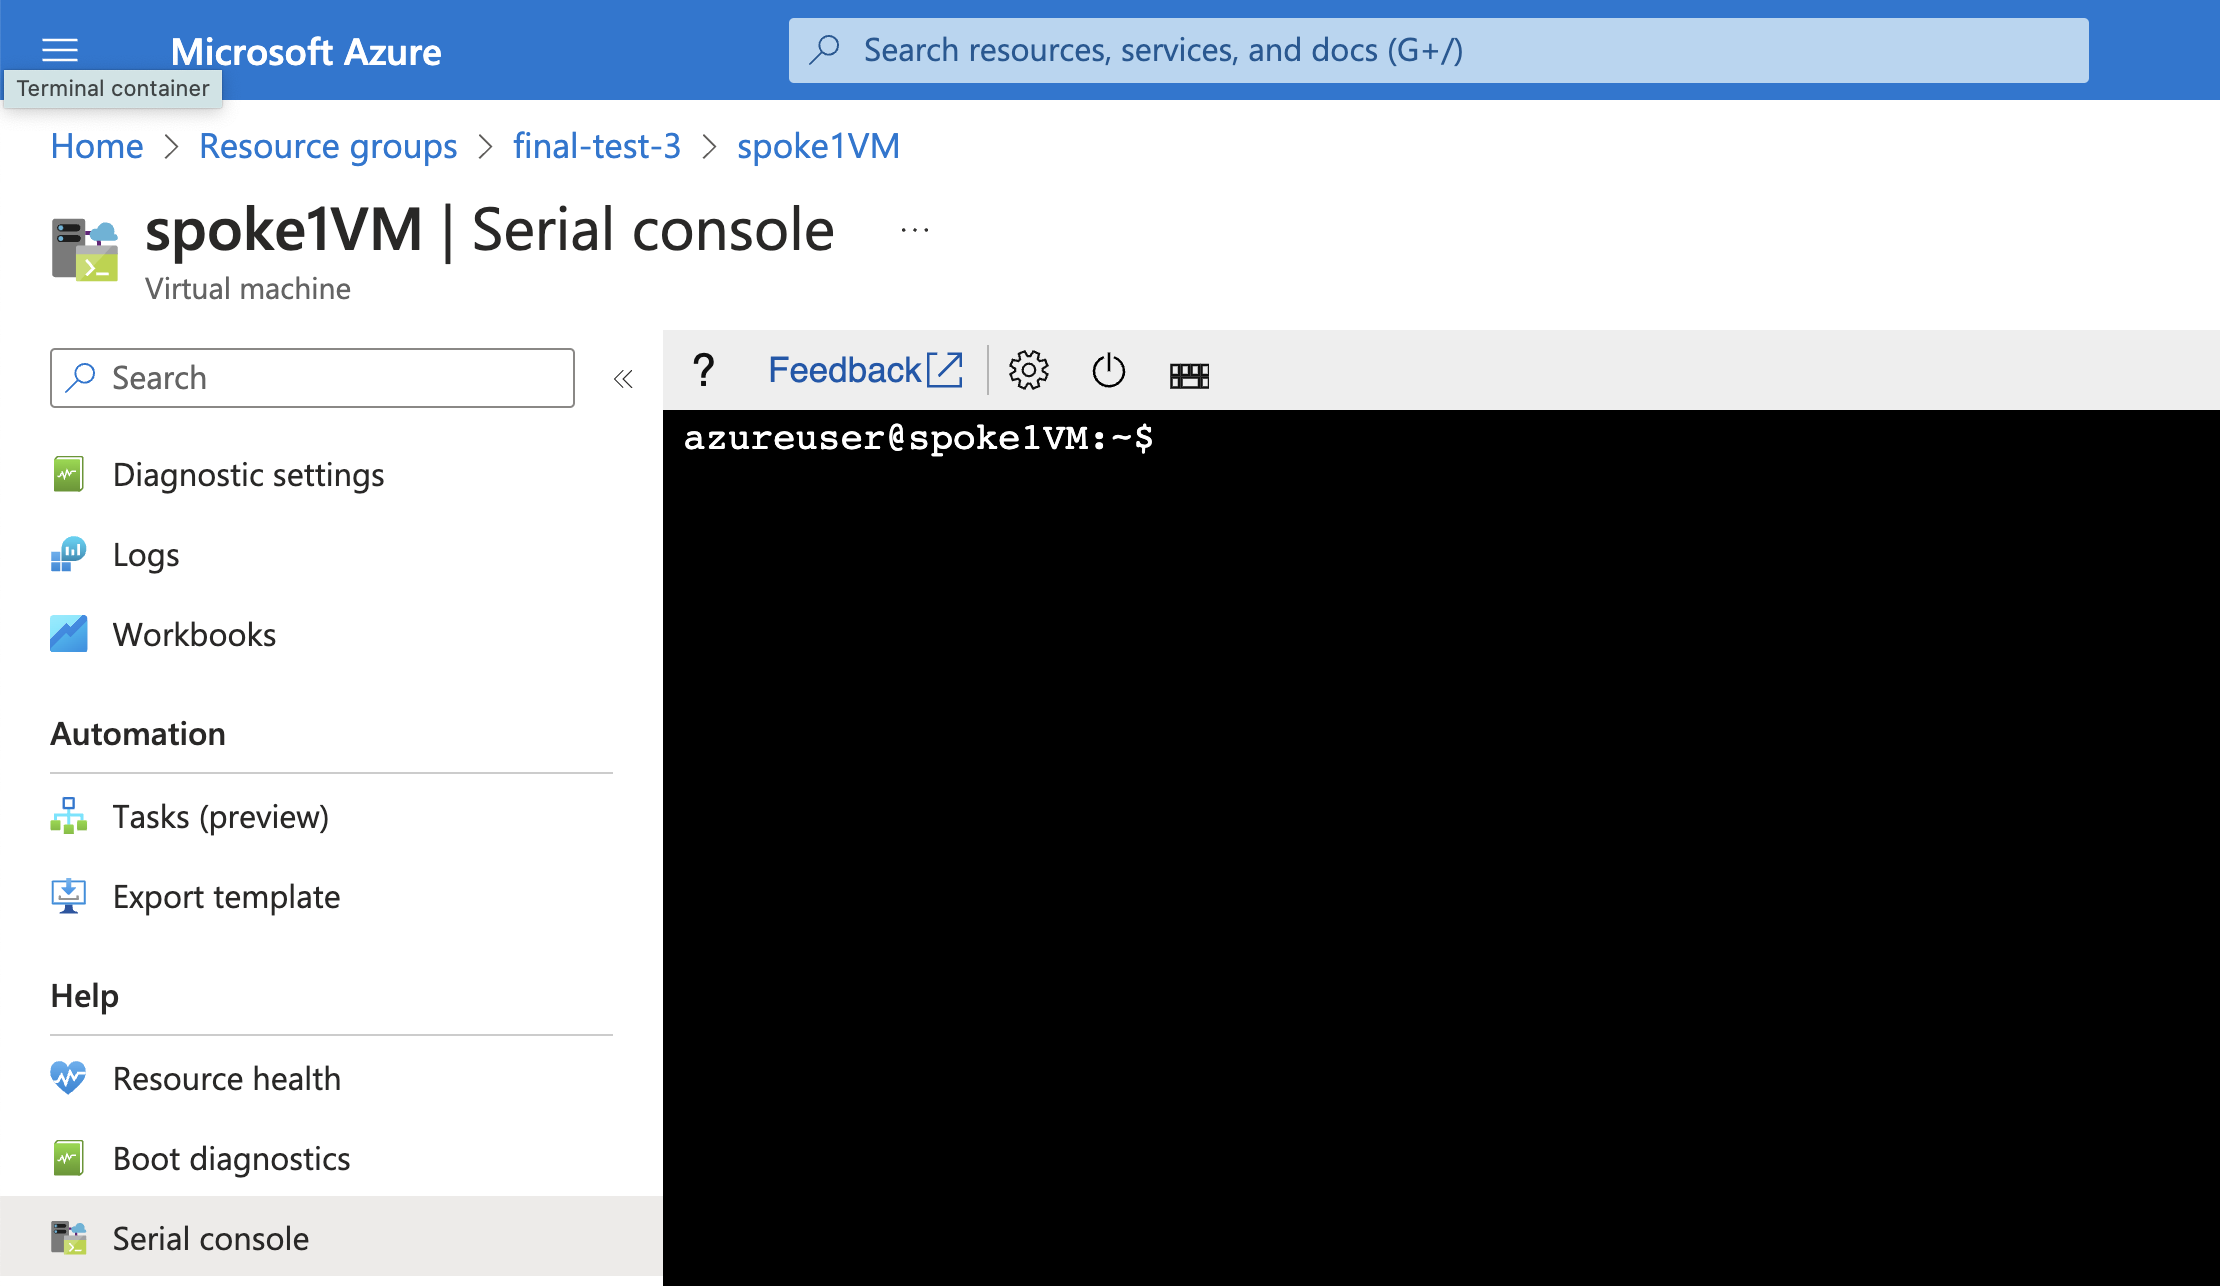 Microsoft Azure
Search resources, services, and docs (G+/)
Terminal container
Home > Resource groups > final-test-3 > spoke1VM
spoke1VM | Serial console ...
Virtual machine
Search
«
? Feedback
azureuser@spoke1VM:~$
Diagnostic settings
Logs
Workbooks
Automation
Tasks (preview)
Export template
Help
Resource health
Boot diagnostics
Serial console